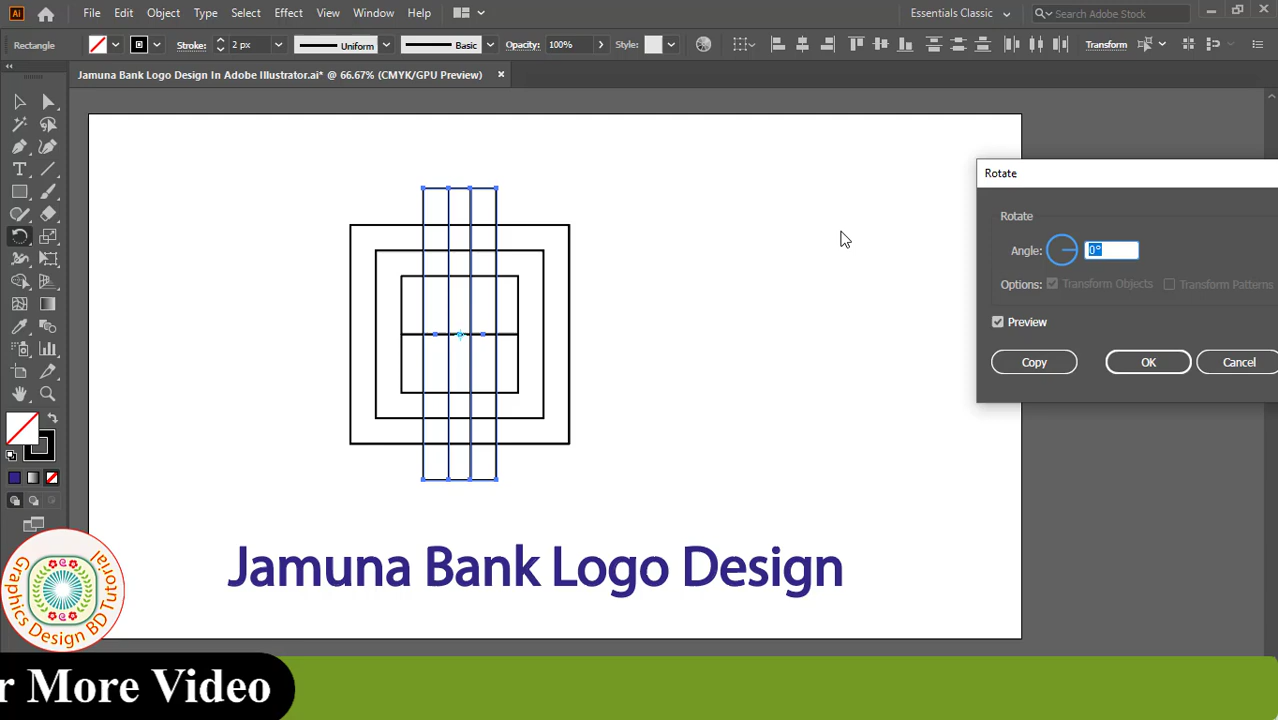 Ai File Edit Object Type Select Effect View Window Help Essentials Classic Search Adobe Stock
Rectangle Stroke: 2 px Uniform Basic Opacity: 100% Style: Transform
Jamuna Bank Logo Design In Adobe Illustrator.ai* @ 66.67% (CMYK/GPU Preview)
Rotate
Rotate
Angle: 0°
Options: Transform Objects Transform Patterns
Preview
Copy OK Cancel
Jamuna Bank Logo Design
Graphics Design BD Tutorial
r More Video